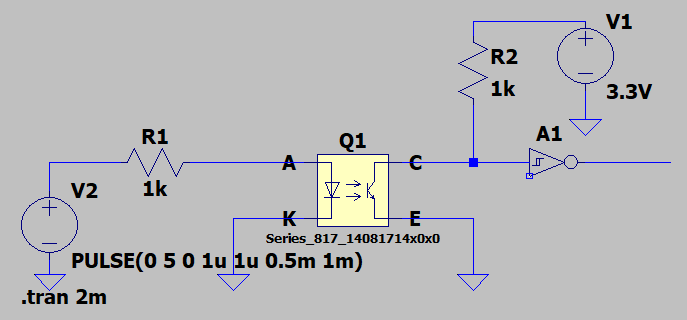 V1
R2
1k
3.3V
A1
R1
Q1
A
C
1k
V2
K
E
Series_817_14081714x0x0
PULSE(0 5 0 1u 1u 0.5m 1m)
.tran 2m